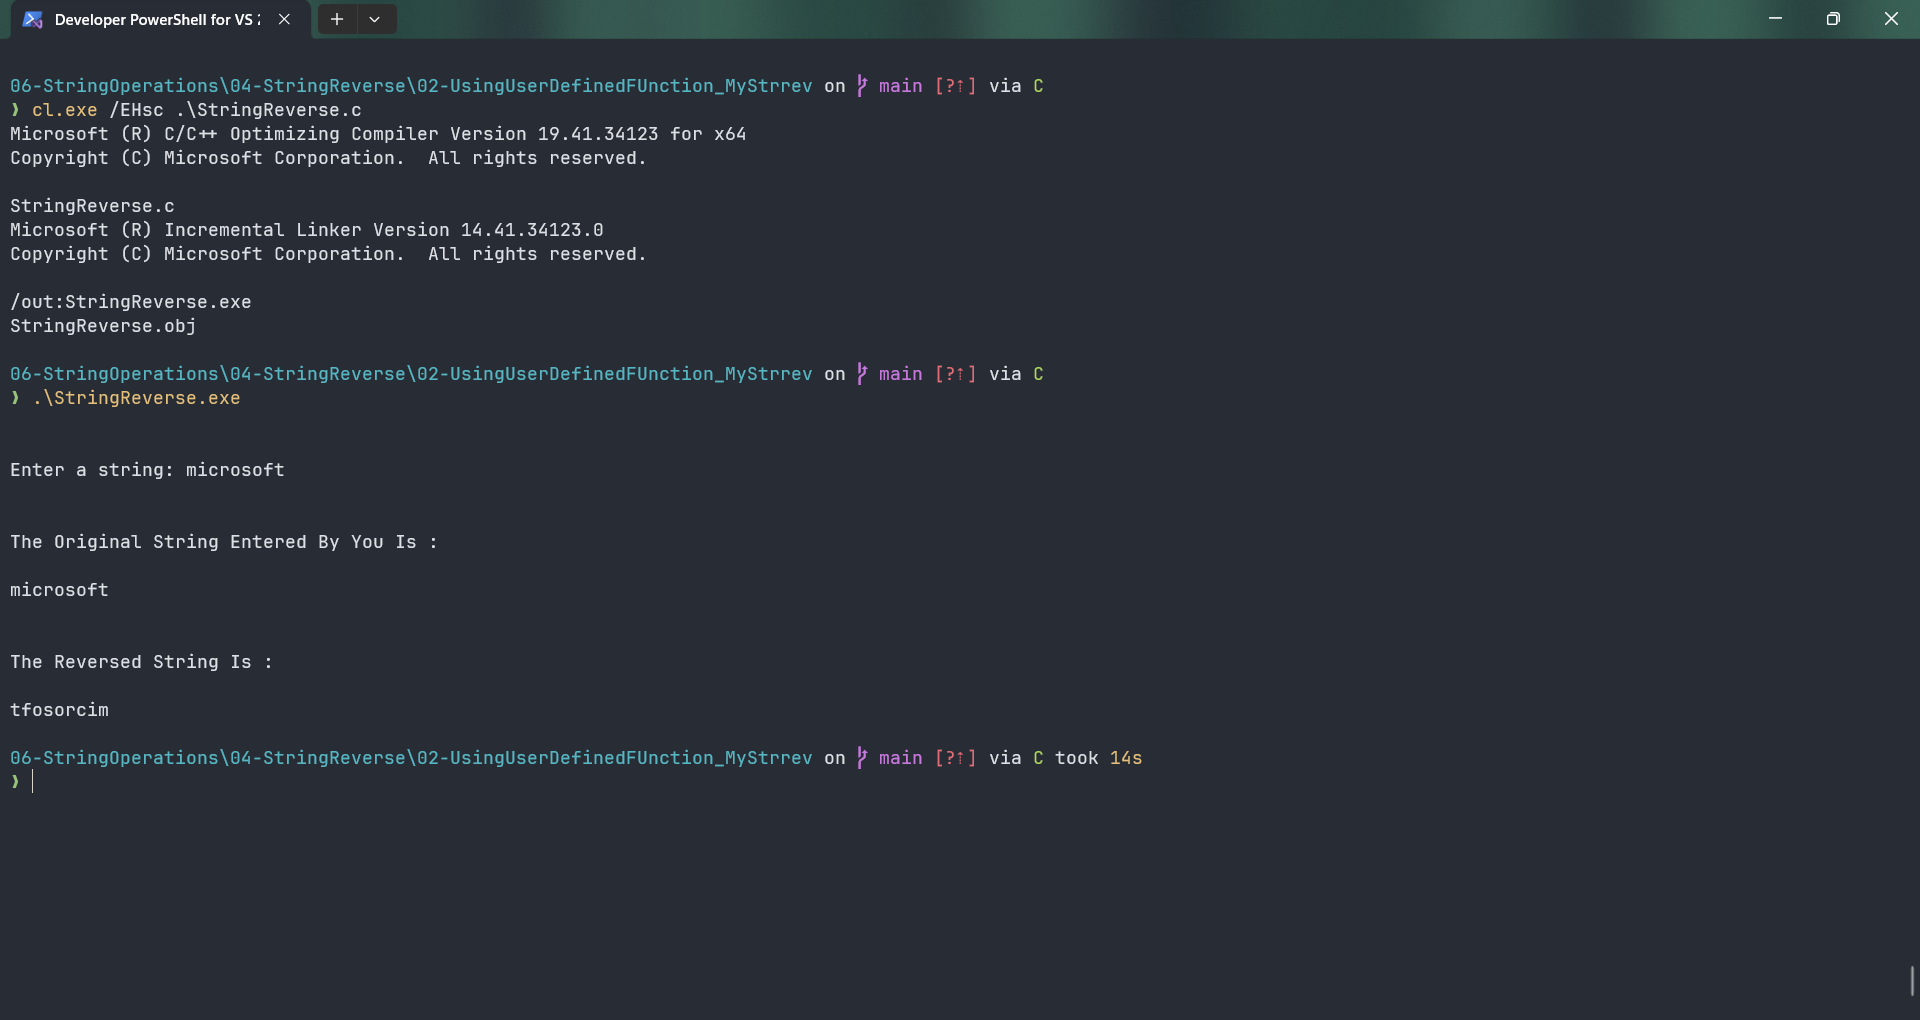 Developer PowerShell for VS
06-StringOperations\04-StringReverse\02-UsingUserDefinedFUnction_MyStrrev on main [?⇡] via C
❯ cl.exe /EHsc .\StringReverse.c
Microsoft (R) C/C++ Optimizing Compiler Version 19.41.34123 for x64
Copyright (C) Microsoft Corporation.  All rights reserved.
StringReverse.c
Microsoft (R) Incremental Linker Version 14.41.34123.0
Copyright (C) Microsoft Corporation.  All rights reserved.
/out:StringReverse.exe
StringReverse.obj
06-StringOperations\04-StringReverse\02-UsingUserDefinedFUnction_MyStrrev on main [?⇡] via C
❯ .\StringReverse.exe
Enter a string: microsoft
The Original String Entered By You Is :
microsoft
The Reversed String Is :
tfosorcim
06-StringOperations\04-StringReverse\02-UsingUserDefinedFUnction_MyStrrev on main [?⇡] via C took 14s
❯